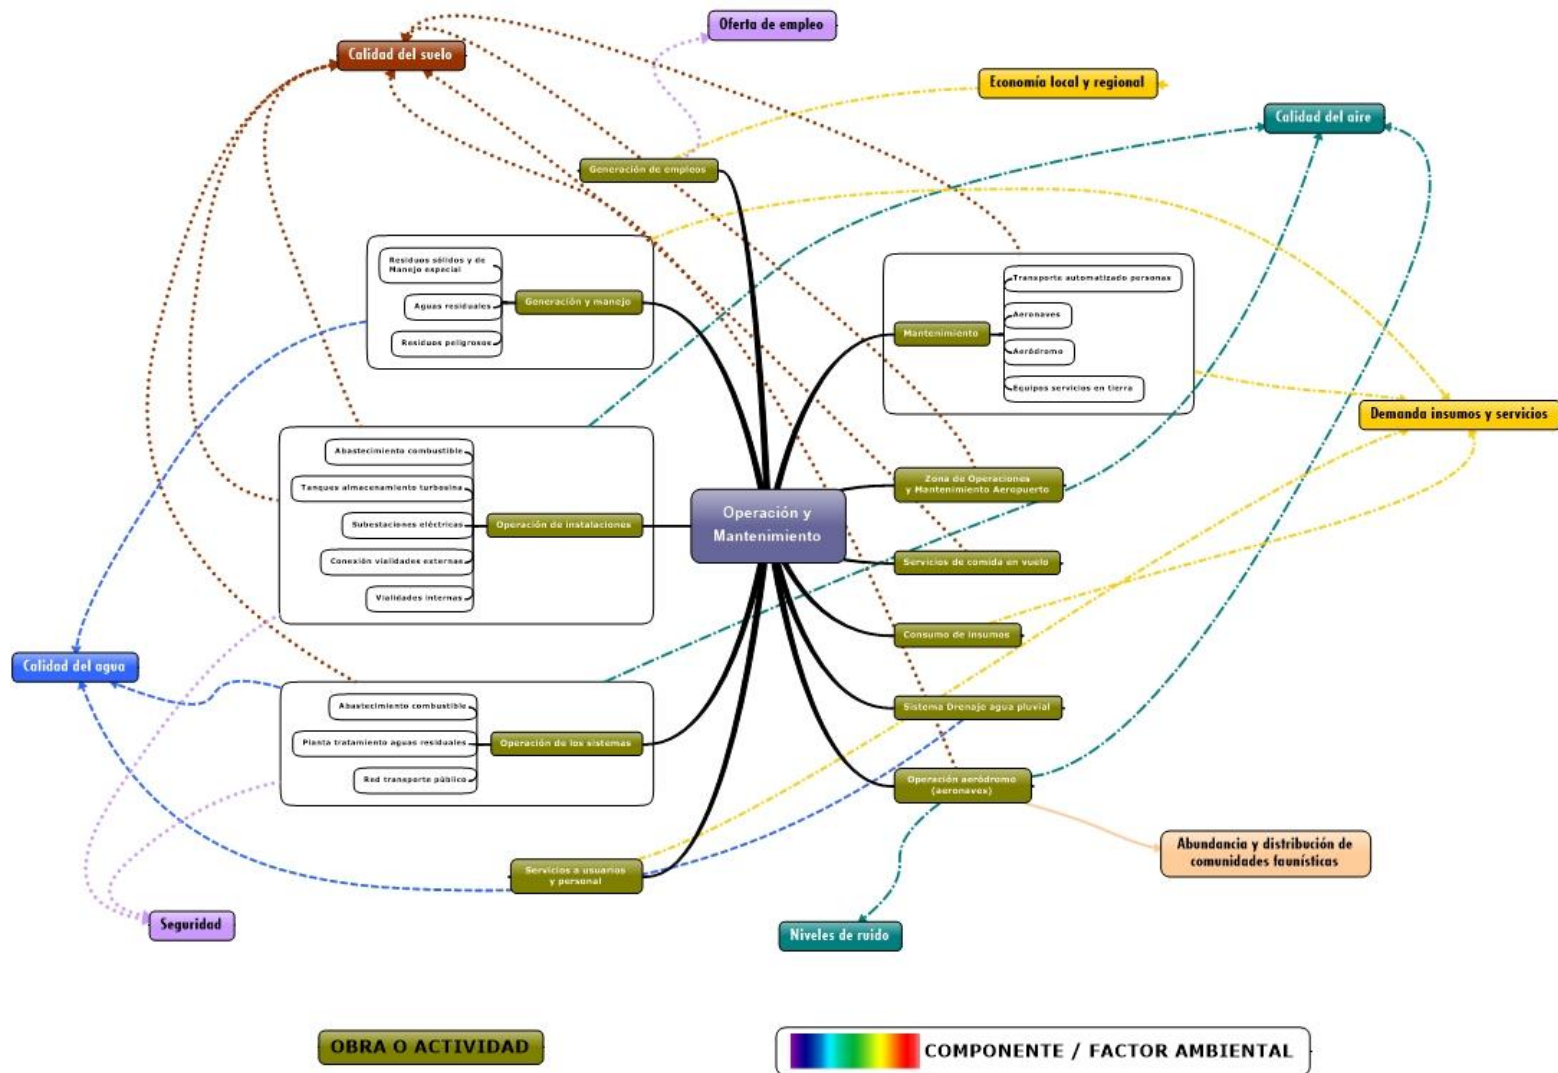 Oferta de empleo
Calidad del suelo
Economía local y regional
Calidad del aire
Generación de empleos
Residuos sólidos y de
Manejo especial
Aguas residuales
Residuos peligrosos
Generación y manejo
Transporte automatizado personas
Aeronaves
Aeródromo
Equipos servicios en tierra
Mantenimiento
Demanda insumos y servicios
Abastecimiento combustible
Tanques almacenamiento turbosina
Subestaciones eléctricas
Conexión vialidades externas
Vialidades internas
Operación de instalaciones
Operación y
Mantenimiento
Zona de Operaciones
y Mantenimiento Aeropuerto
Servicios de comida en vuelo
Consumo de insumos
Calidad del agua
Abastecimiento combustible
Planta tratamiento aguas residuales
Red transporte público
Operación de los sistemas
Sistema Drenaje agua pluvial
Operación aeródromo
(aeronaves)
Abundancia y distribución de
comunidades faunísticas
Servicios a usuarios
y personal
Seguridad
Niveles de ruido
OBRA O ACTIVIDAD
COMPONENTE / FACTOR AMBIENTAL